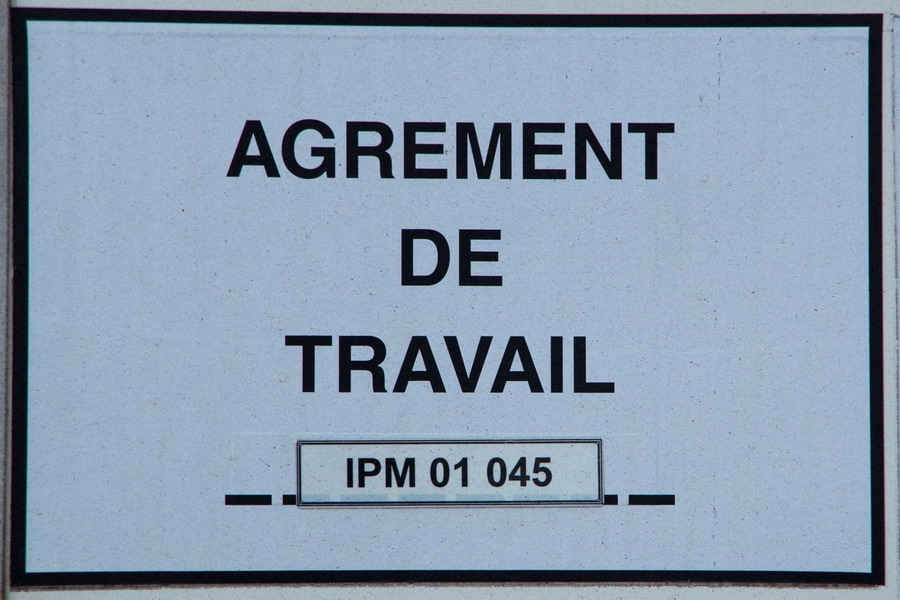 AGREMENT
DE
TRAVAIL
IPM 01 045